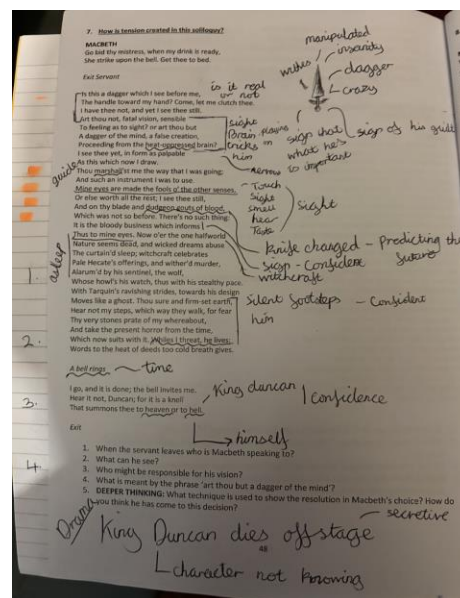 7. How is tension created in this soliloquy?
MACBETH
Go bid thy mistress, when my drink is ready,
She strike upon the bell. Get thee to bed.
Exit Servant
Is this a dagger which I see before me,
The handle toward my hand? Come, let me clutch thee.
I have thee not, and yet I see thee still.
Art thou not, fatal vision, sensible
To feeling as to sight? or art thou but
A dagger of the mind, a false creation,
Proceeding from the heat-oppressed brain?
I see thee yet, in form as palpable
As this which now I draw.
Thou marshall'st me the way that I was going;
And such an instrument I was to use.
Mine eyes are made the fools o' the other senses,
Or else worth all the rest; I see thee still,
And on thy blade and dudgeon gouts of blood,
Which was not so before. There's no such thing:
It is the bloody business which informs
Thus to mine eyes. Now o'er the one halfworld
Nature seems dead, and wicked dreams abuse
The curtain'd sleep; witchcraft celebrates
Pale Hecate's offerings, and wither'd murder,
Alarum'd by his sentinel, the wolf,
Whose howl's his watch, thus with his stealthy pace.
With Tarquin's ravishing strides, towards his design
Moves like a ghost. Thou sure and firm-set earth,
Hear not my steps, which way they walk, for fear
Thy very stones prate of my whereabout,
And take the present horror from the time,
Which now suits with it. Whiles I threat, he lives:
Words to the heat of deeds too cold breath gives.
A bell rings
I go, and it is done; the bell invites me.
Hear it not, Duncan; for it is a knell
That summons thee to heaven or to hell.
Exit
1. When the servant leaves who is Macbeth speaking to?
2. What can he see?
3. Who might be responsible for his vision?
4. What is meant by the phrase 'art thou but a dagger of the mind'?
5. DEEPER THINKING: What technique is used to show the resolution in Macbeth's choice? How do
you think he has come to this decision?
48
manipulated
insanity
dagger
crazy
is it real
or not
sight
Brain playing
tricks on
him
sign that
what he's
sign of his guilt
important
guide
Touch
Sight
smell
hear
Taste
Sight
Knife changed - Predicting the
future
sign - Confidene
witchcraft
asleep
Silent footsteps - Confident
him
time
King duncan
Confidence
himself
1.
2.
3.
4.
Drama
King Duncan dies off stage
secretive
character not knowing